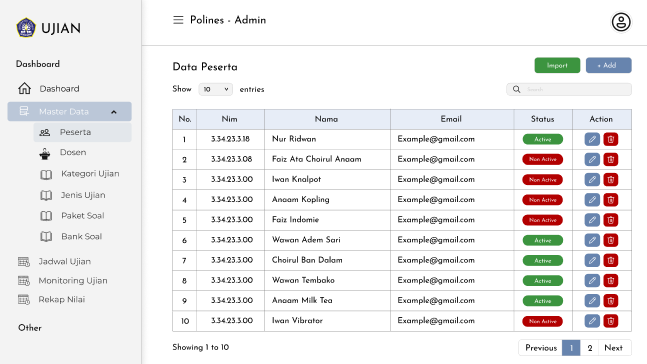 UJIAN
Polines - Admin
Dashboard
Dashoard
Master Data
Peserta
Dosen
Kategori Ujian
Jenis Ujian
Paket Soal
Bank Soal
Jadwal Ujian
Monitoring Ujian
Rekap Nilai
Other
Data Peserta
Import
+ Add
Show 10 entries
No. Nim Nama Email Status Action
1 3.34.23.3.18 Nur Ridwan Example@gmail.com Active
2 3.34.23.3.08 Faiz Ato Choirul Anaam Example@gmail.com Non Active
3 3.34.23.3.00 Iwan Knalpot Example@gmail.com Non Active
4 3.34.23.3.00 Anaam Kopling Example@gmail.com Non Active
5 3.34.23.3.00 Faiz Indomie Example@gmail.com Non Active
6 3.34.23.3.00 Wawan Adem Sari Example@gmail.com Active
7 3.34.23.3.00 Choirul Ban Dalam Example@gmail.com Active
8 3.34.23.3.00 Wawan Tembako Example@gmail.com Active
9 3.34.23.3.00 Anaam Milk Tea Example@gmail.com Active
10 3.34.23.3.00 Iwan Vibrator Example@gmail.com Non Active
Showing 1 to 10
Previous 1 2 Next